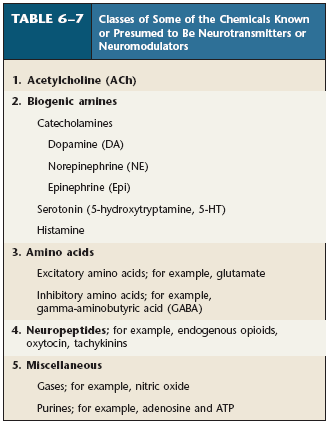 TABLE 6–7
Classes of Some of the Chemicals Known
or Presumed to Be Neurotransmitters or
Neuromodulators
1. Acetylcholine (ACh)
2. Biogenic amines
Catecholamines
Dopamine (DA)
Norepinephrine (NE)
Epinephrine (Epi)
Serotonin (5-hydroxytryptamine, 5-HT)
Histamine
3. Amino acids
Excitatory amino acids; for example, glutamate
Inhibitory amino acids; for example,
gamma-aminobutyric acid (GABA)
4. Neuropeptides; for example, endogenous opioids,
oxytocin, tachykinins
5. Miscellaneous
Gases; for example, nitric oxide
Purines; for example, adenosine and ATP